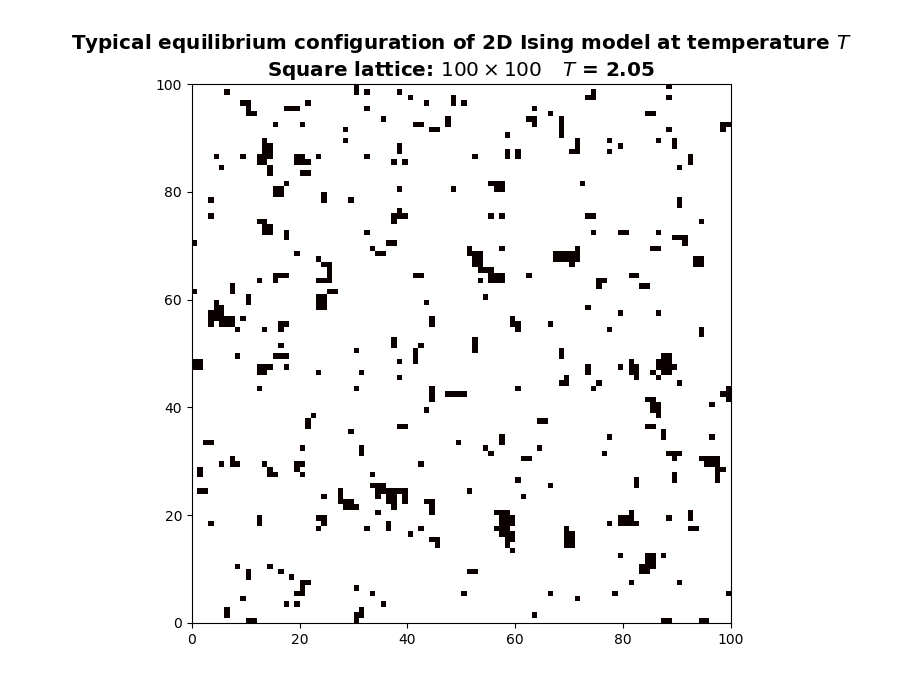 Typical equilibrium configuration of 2D Ising model at temperature T
Square lattice: 100 × 100 T = 2.05
100
80
60
40
20
0
0 20 40 60 80 100